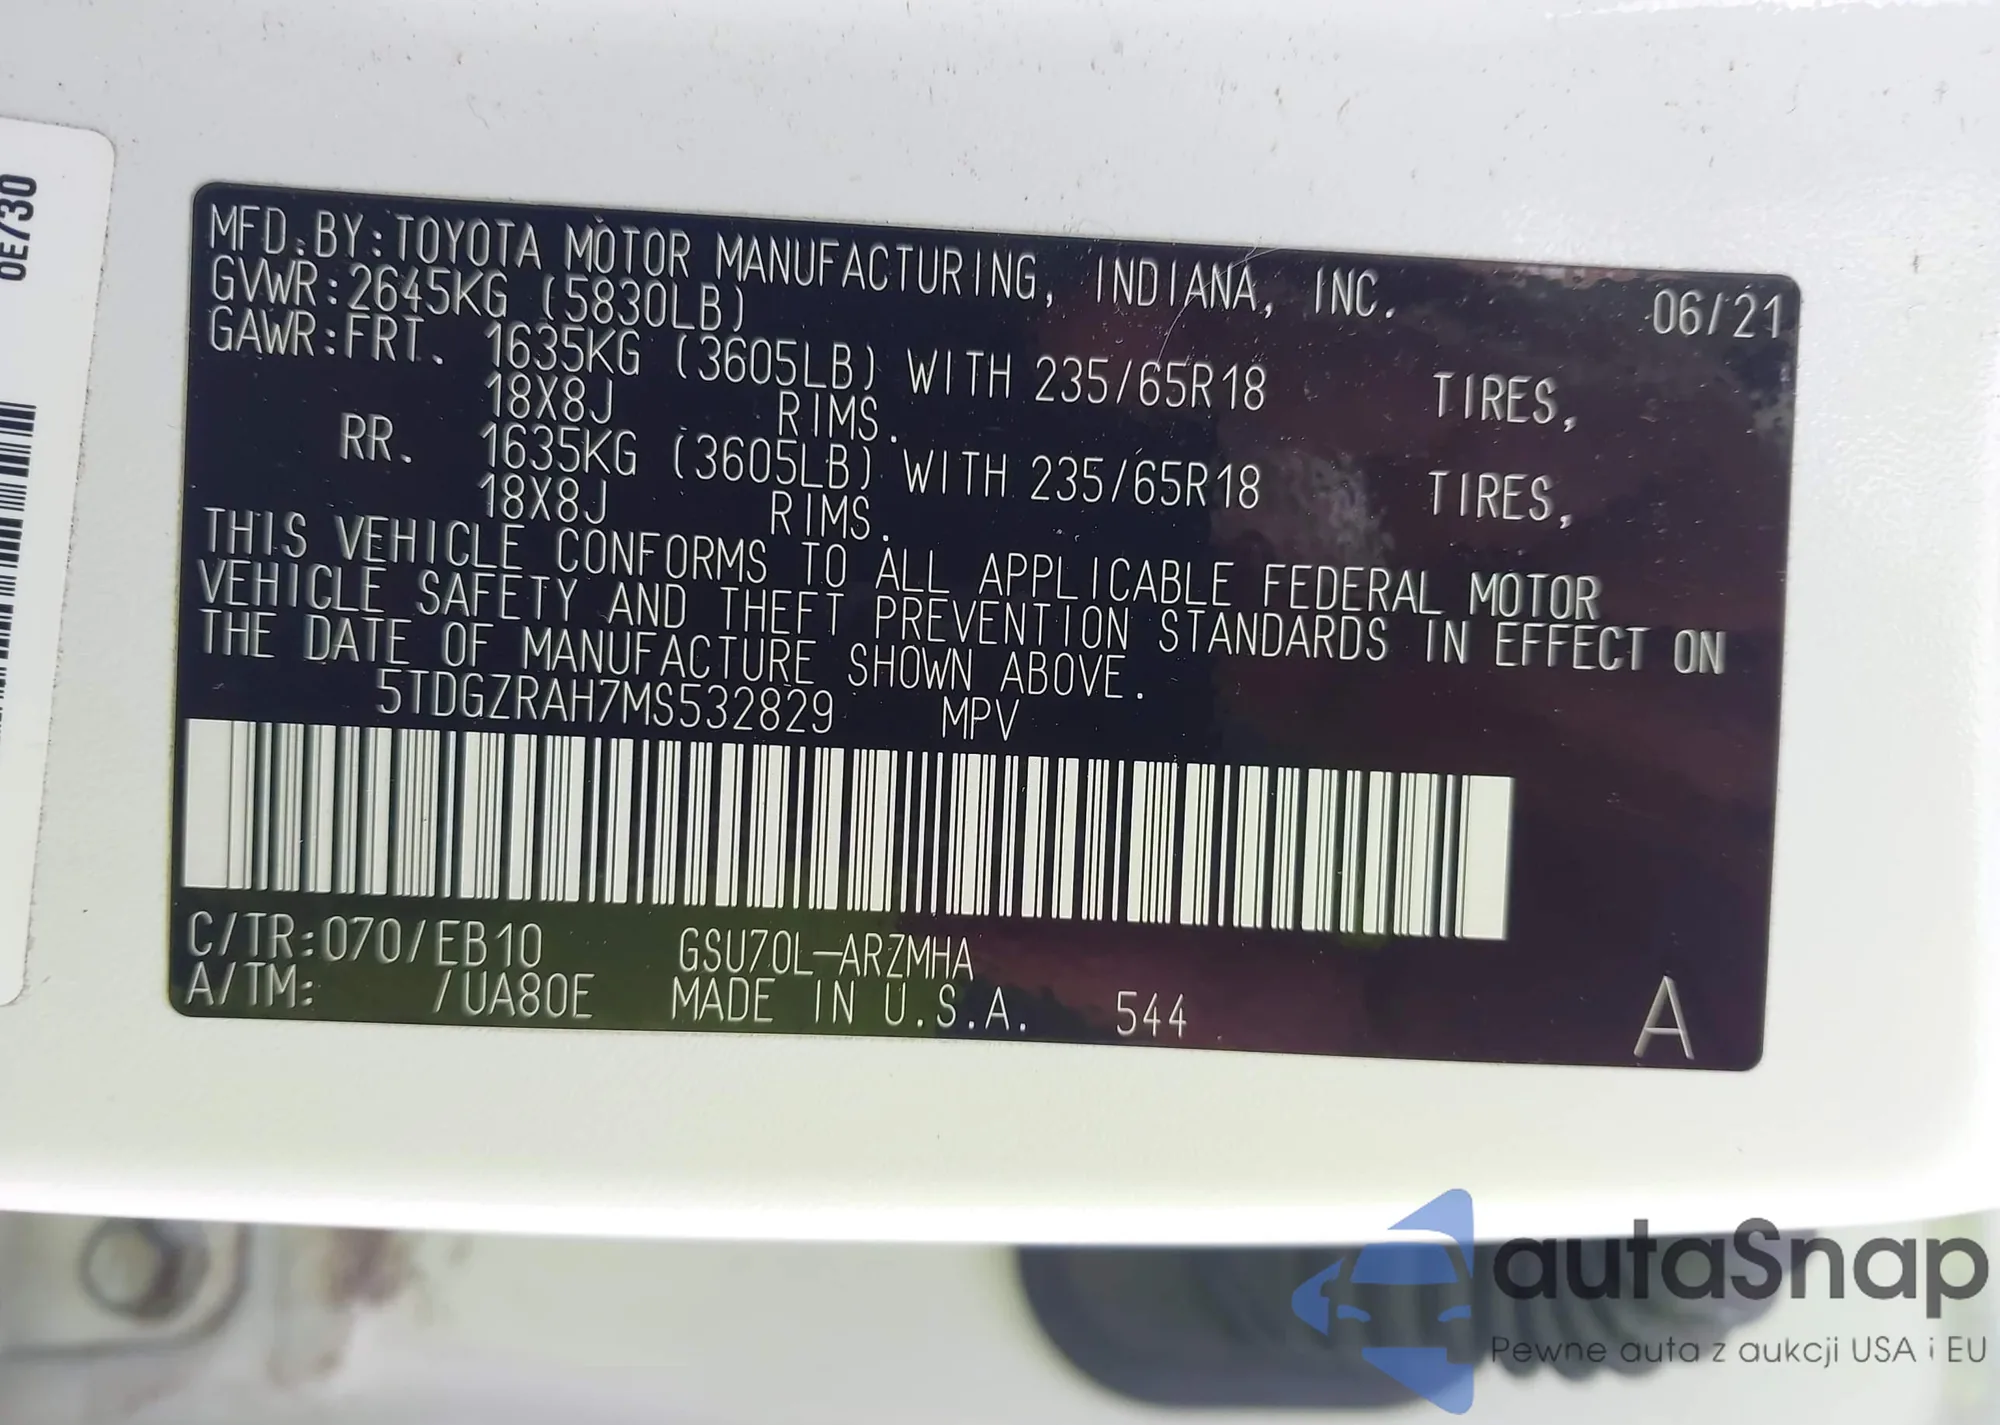 OE/30
MFD.BY:TOYOTA MOTOR MANUFACTURING, INDIANA, INC. 06/21
GVWR:2645KG (5830LB)
GAWR:FRT. 1635KG (3605LB) WITH 235/65R18 TIRES,
18X8J RIMS.
RR. 1635KG (3605LB) WITH 235/65R18 TIRES,
18X8J RIMS.
THIS VEHICLE CONFORMS TO ALL APPLICABLE FEDERAL MOTOR
VEHICLE SAFETY AND THEFT PREVENTION STANDARDS IN EFFECT ON
THE DATE OF MANUFACTURE SHOWN ABOVE.
5TDGZRAH7MS532829 MPV
C/TR:070/EB10 GSU70L-ARZMHA
A/TM: /UA80E MADE IN U.S.A. 544 A
autaSnap
Pewne auta z aukcji USA i EU